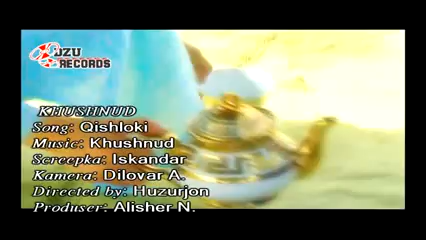 UZU
RECORDS
KHUSHNUD
Song: Qishloki
Music: Khushnud
Screepka: Iskandar
Kamera: Dilovar A.
Directed by: Huzurjon
Produser: Alisher N.